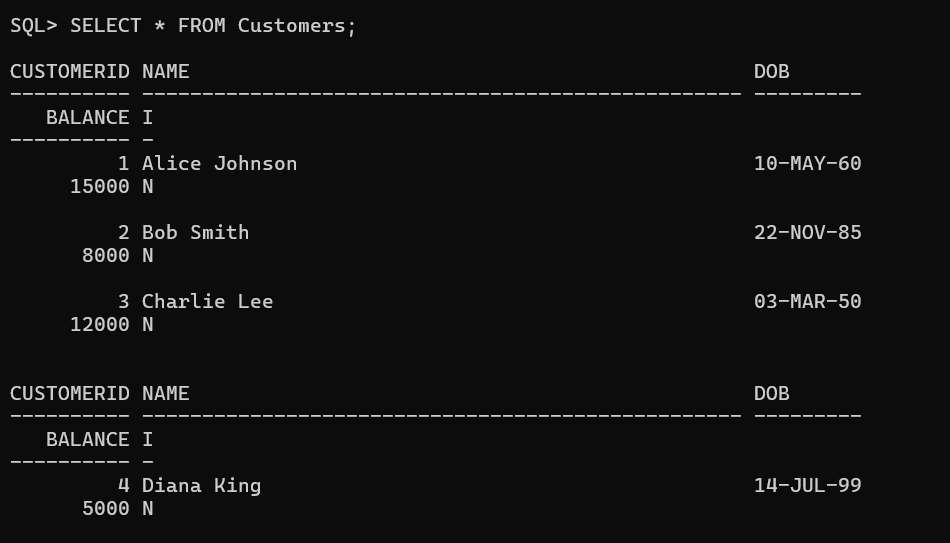 SQL> SELECT * FROM Customers;
CUSTOMERID NAME                                               DOB
---------- -------------------------------------------------- ---------
   BALANCE I
---------- -
         1 Alice Johnson                                      10-MAY-60
     15000 N
         2 Bob Smith                                          22-NOV-85
      8000 N
         3 Charlie Lee                                        03-MAR-50
     12000 N
CUSTOMERID NAME                                               DOB
---------- -------------------------------------------------- ---------
   BALANCE I
---------- -
         4 Diana King                                         14-JUL-99
      5000 N